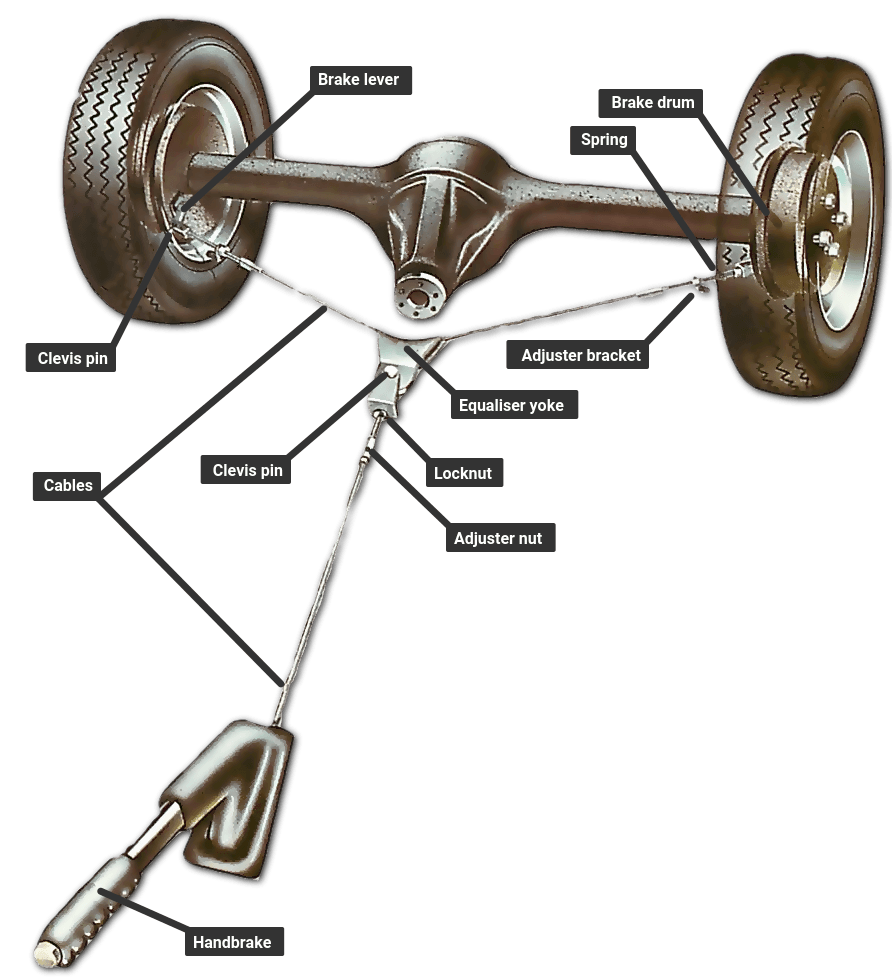 Brake lever
Brake drum
Spring
Clevis pin
Adjuster bracket
Equaliser yoke
Clevis pin
Locknut
Cables
Adjuster nut
Handbrake